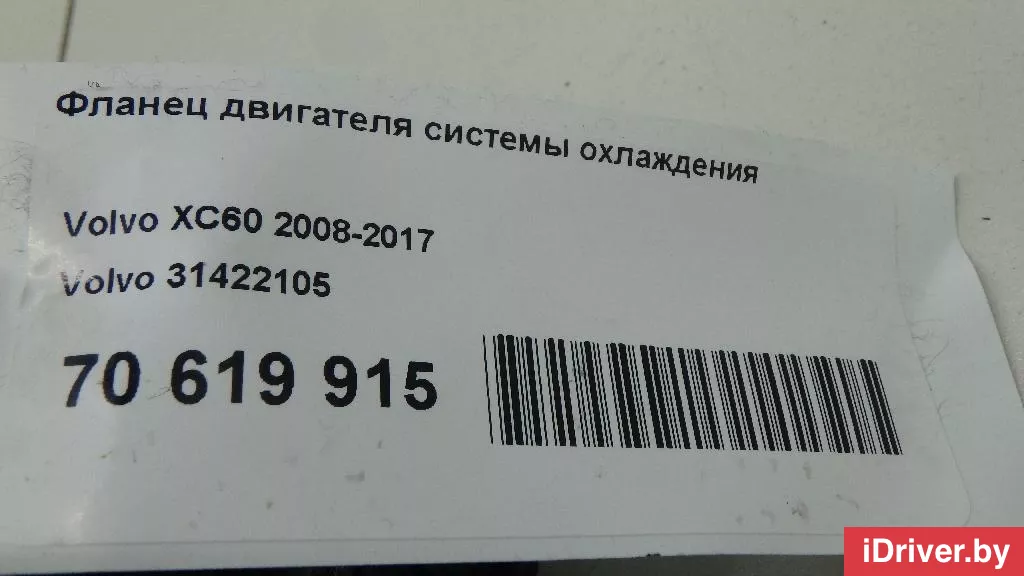 Фланец двигателя системы охлаждения
Volvo XC60 2008-2017
Volvo 31422105
70 619 915
iDriver.by